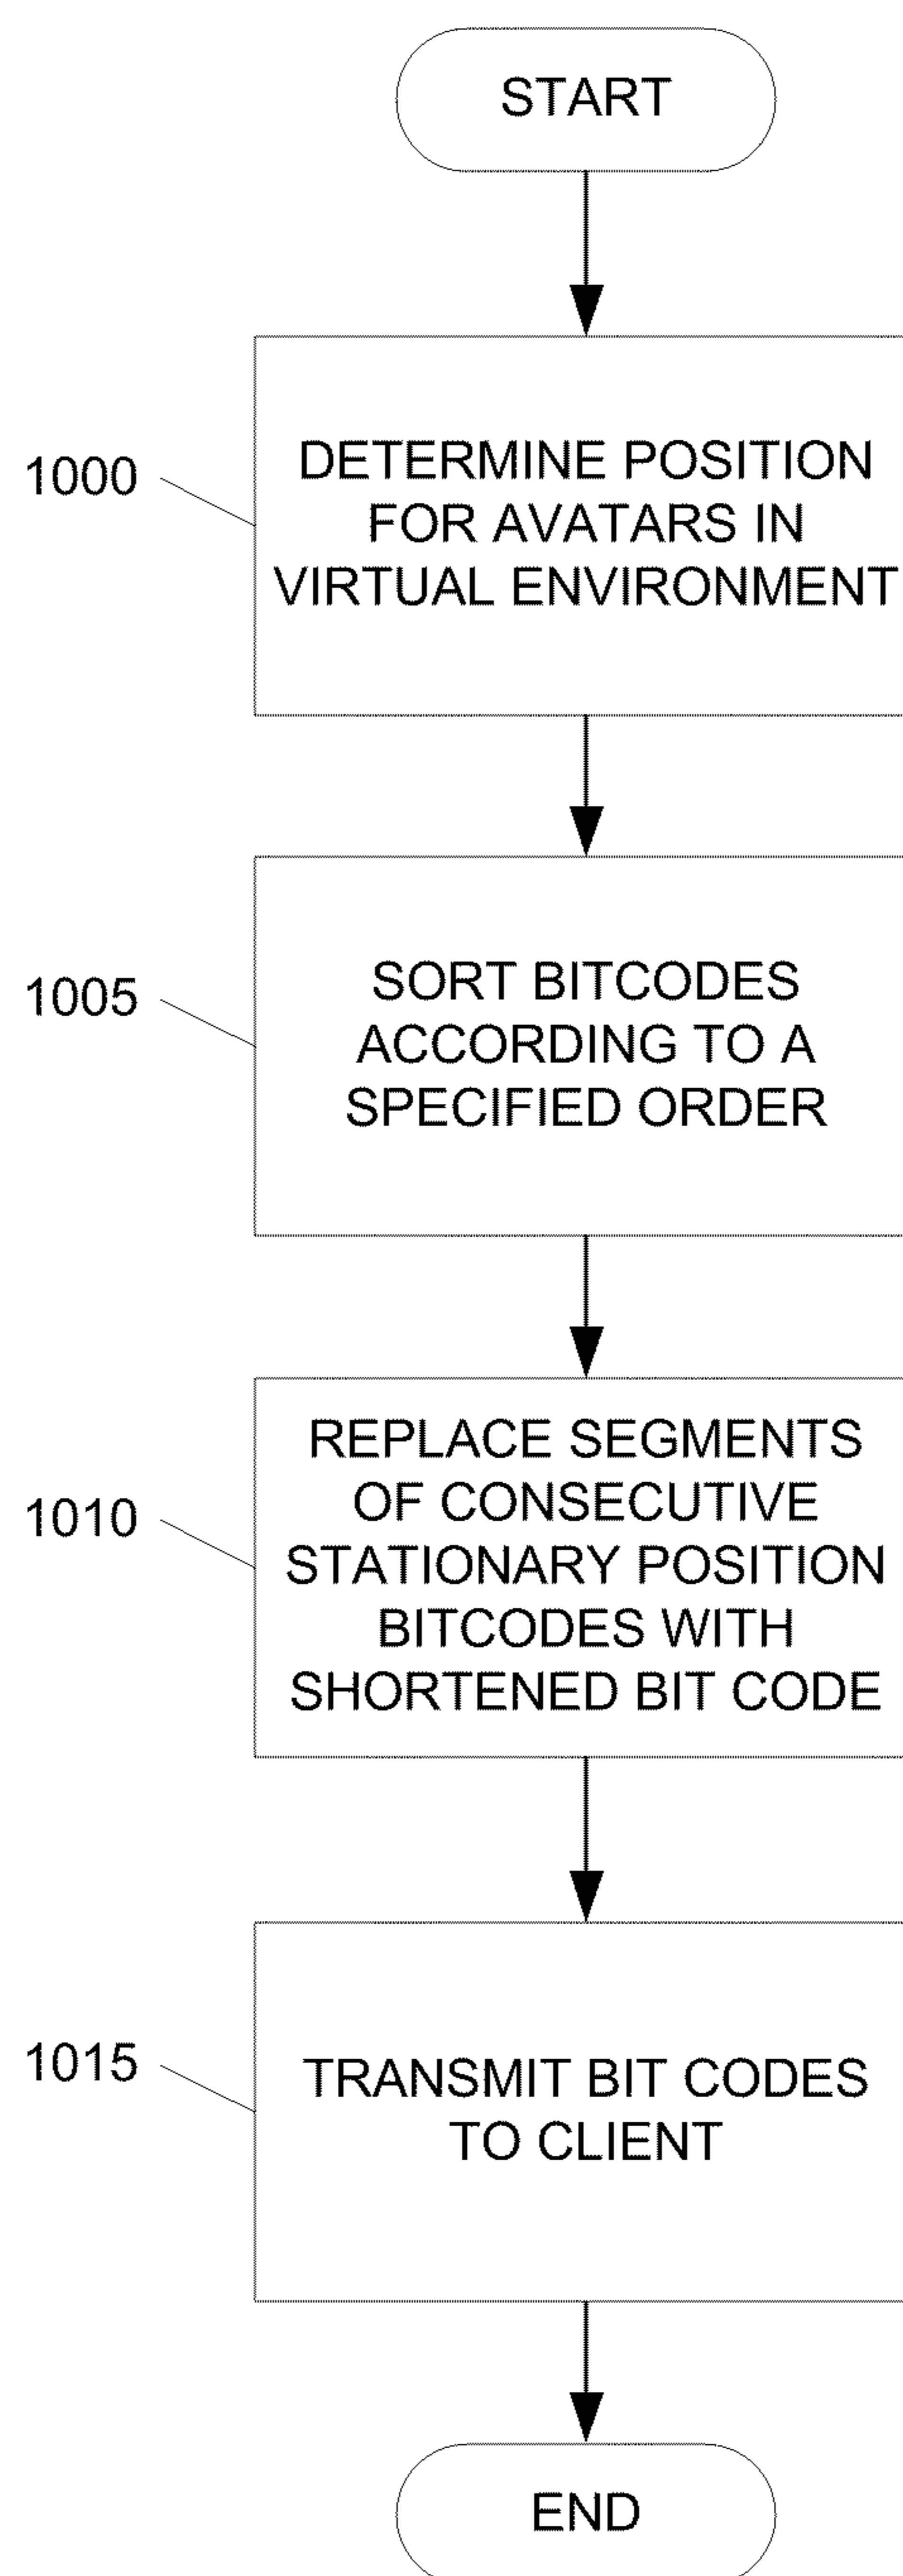 START
1000
DETERMINE POSITION
FOR AVATARS IN
VIRTUAL ENVIRONMENT
1005
SORT BITCODES
ACCORDING TO A
SPECIFIED ORDER
1010
REPLACE SEGMENTS
OF CONSECUTIVE
STATIONARY POSITION
BITCODES WITH
SHORTENED BIT CODE
1015
TRANSMIT BIT CODES
TO CLIENT
END